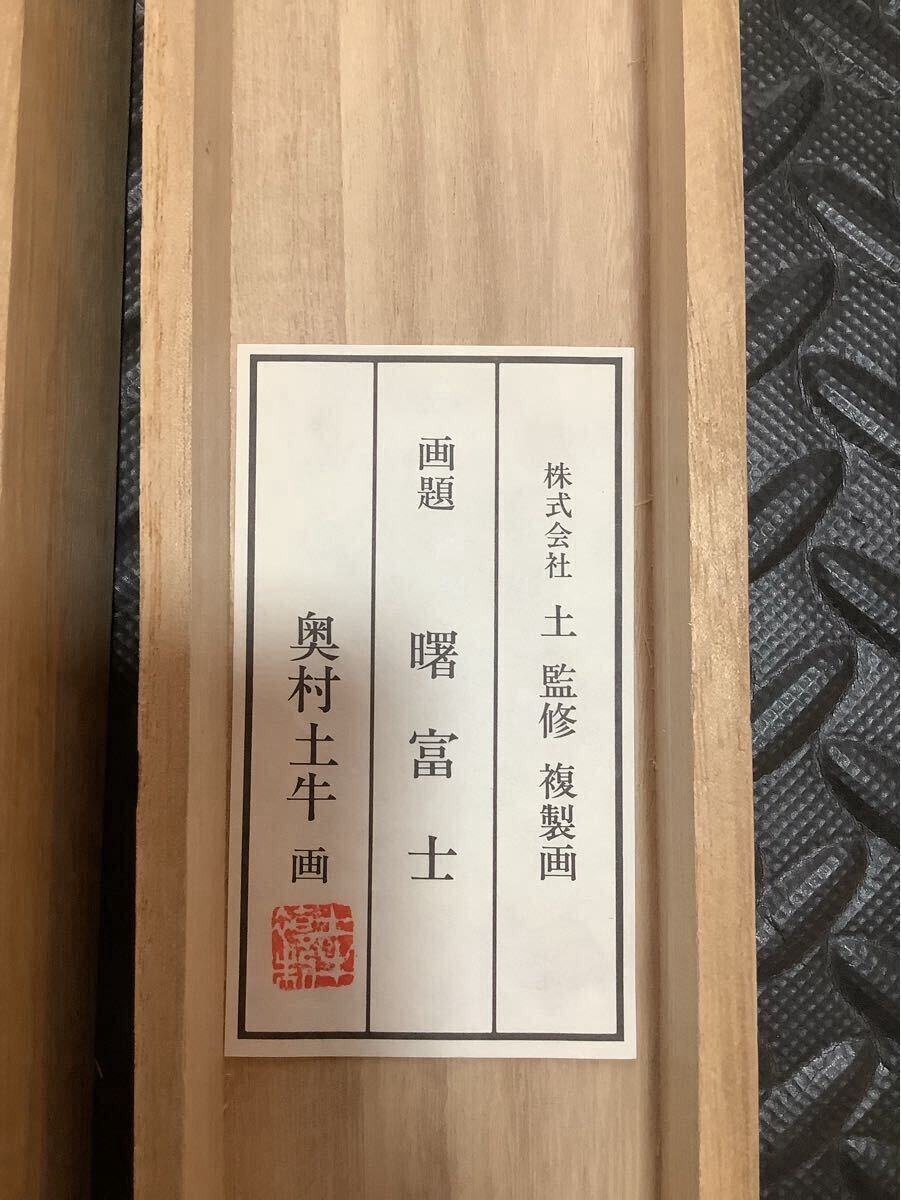 株式会社 土 監修 複製画
画題 曙富士
奥村土牛 画